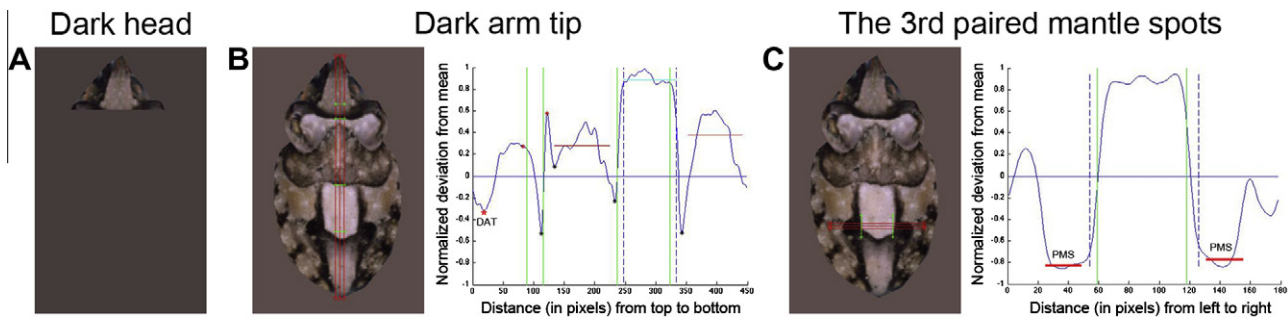 Dark head
Dark arm tip
The 3rd paired mantle spots
A
B
Normalized deviation from mean
1
0.8
0.6
0.4
0.2
0
-0.2
-0.4
-0.6
-0.8
-1
DAT
0 50 100 150 200 250 300 350 400 450
Distance (in pixels) from top to bottom
C
Normalized deviation from mean
1
0.8
0.6
0.4
0.2
0
-0.2
-0.4
-0.6
-0.8
-1
PMS
PMS
0 20 40 60 80 100 120 140 160 180
Distance (in pixels) from left to right